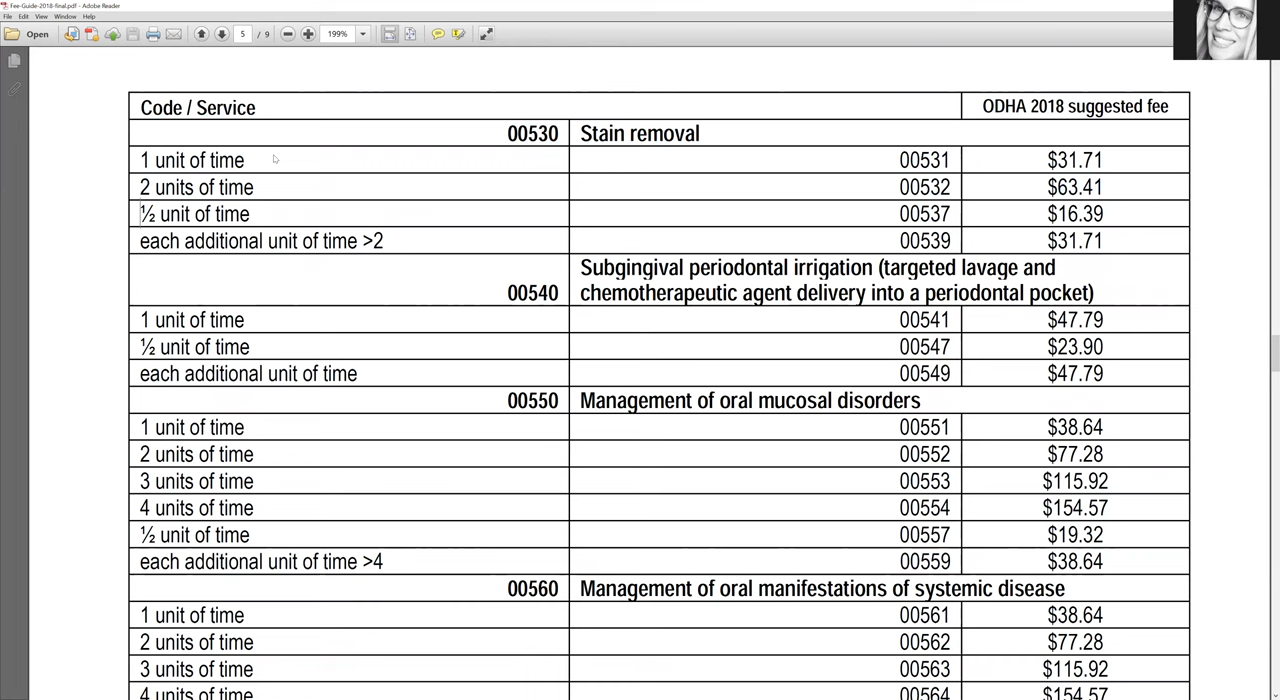 Fee-Guide-2018-final.pdf - Adobe Reader
File Edit View Window Help
Open 5 / 9 199%
Code / Service ODHA 2018 suggested fee
00530 Stain removal
1 unit of time 00531 $31.71
2 units of time 00532 $63.41
½ unit of time 00537 $16.39
each additional unit of time >2 00539 $31.71
Subgingival periodontal irrigation (targeted lavage and
00540 chemotherapeutic agent delivery into a periodontal pocket)
1 unit of time 00541 $47.79
½ unit of time 00547 $23.90
each additional unit of time 00549 $47.79
00550 Management of oral mucosal disorders
1 unit of time 00551 $38.64
2 units of time 00552 $77.28
3 units of time 00553 $115.92
4 units of time 00554 $154.57
½ unit of time 00557 $19.32
each additional unit of time >4 00559 $38.64
00560 Management of oral manifestations of systemic disease
1 unit of time 00561 $38.64
2 units of time 00562 $77.28
3 units of time 00563 $115.92
4 units of time 00564 $154.57